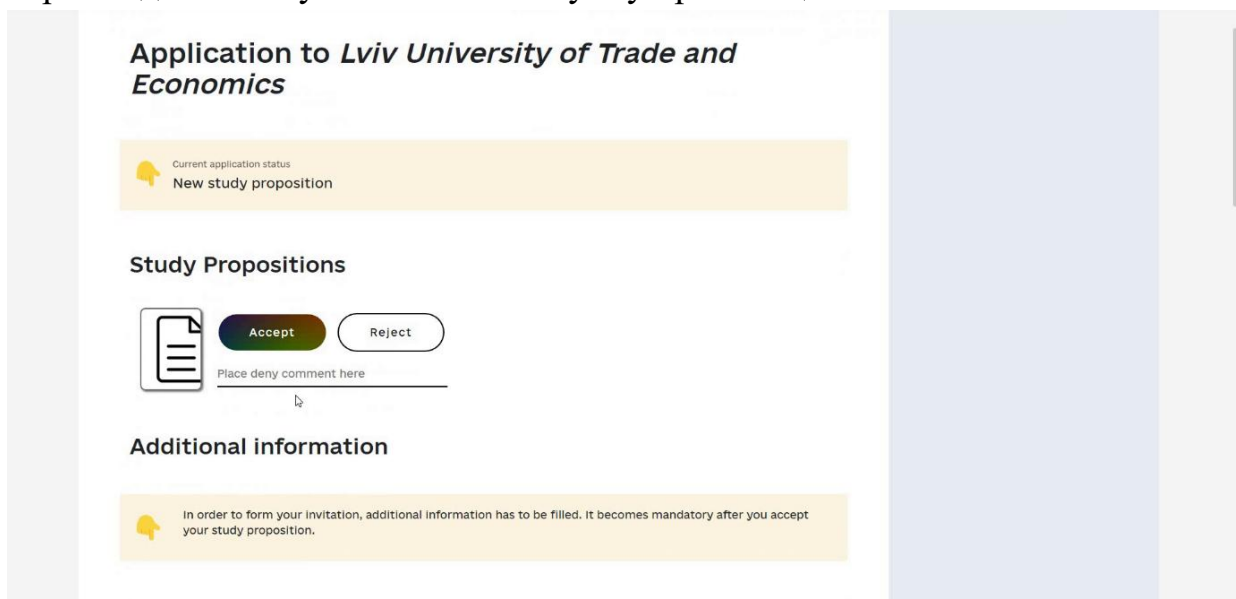 Application to Lviv University of Trade and
Economics
Current application status
New study proposition
Study Propositions
Accept
Reject
Place deny comment here
Additional information
In order to form your invitation, additional information has to be filled. It becomes mandatory after you accept
your study proposition.